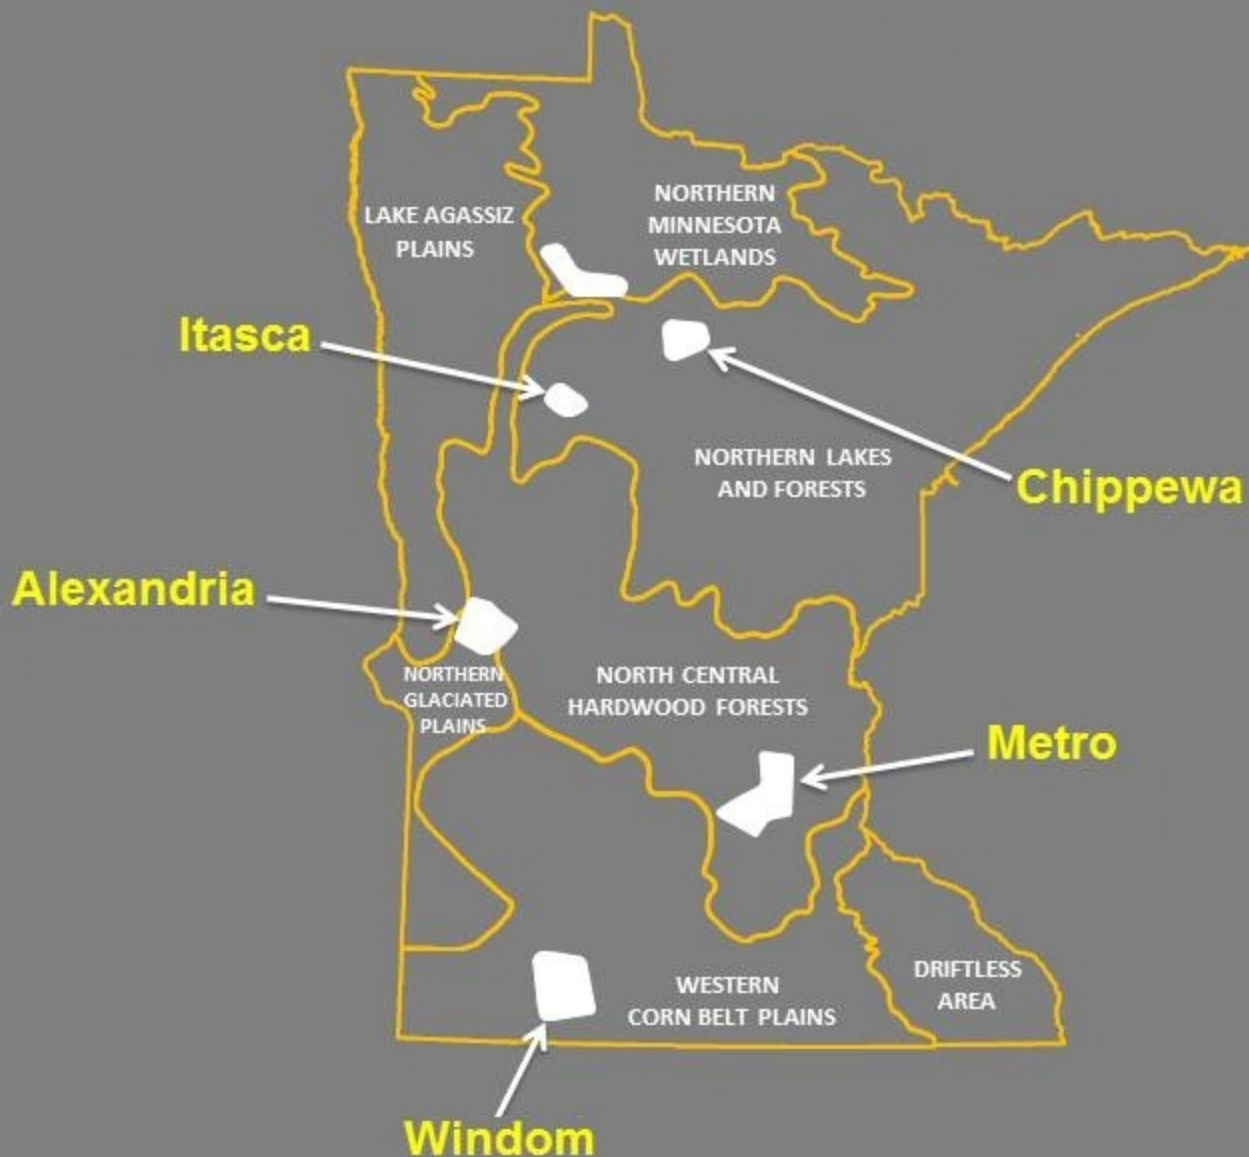 NORTHERN
MINNESOTA
WETLANDS
LAKE AGASSIZ
PLAINS
Itasca
NORTHERN LAKES
AND FORESTS
Chippewa
Alexandria
NORTHERN
GLACIATED
PLAINS
NORTH CENTRAL
HARDWOOD FORESTS
Metro
DRIFTLESS
AREA
WESTERN
CORN BELT PLAINS
Windom